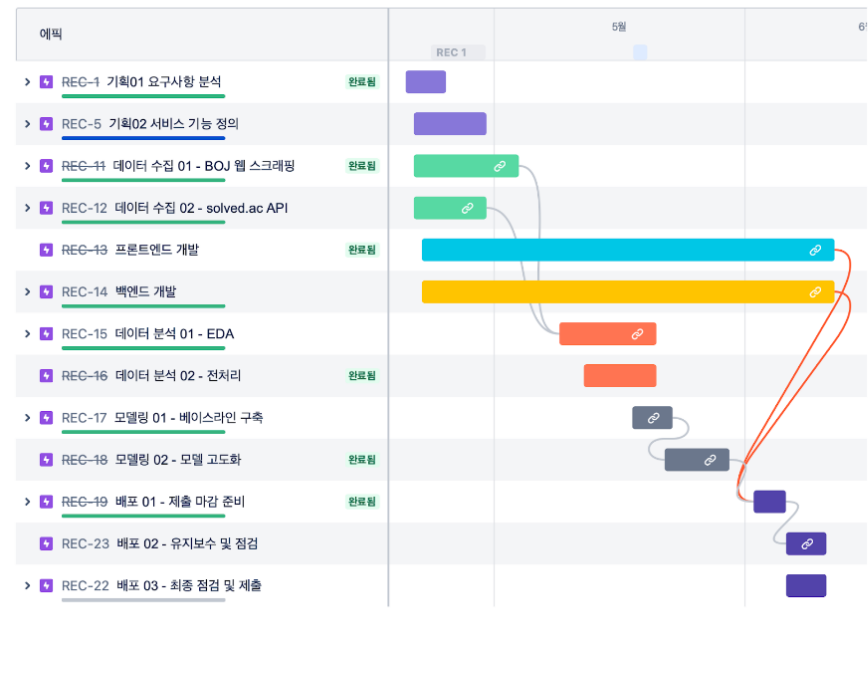 에픽
5월
6월
REC 1
REC-1 기획01 요구사항 분석 완료됨
REC-5 기획02 서비스 기능 정의
REC-11 데이터 수집 01 - BOJ 웹 스크래핑 완료됨
REC-12 데이터 수집 02 - solved.ac API
REC-13 프론트엔드 개발 완료됨
REC-14 백엔드 개발
REC-15 데이터 분석 01 - EDA
REC-16 데이터 분석 02 - 전처리 완료됨
REC-17 모델링 01 - 베이스라인 구축
REC-18 모델링 02 - 모델 고도화 완료됨
REC-19 배포 01 - 제출 마감 준비 완료됨
REC-23 배포 02 - 유지보수 및 점검
REC-22 배포 03 - 최종 점검 및 제출